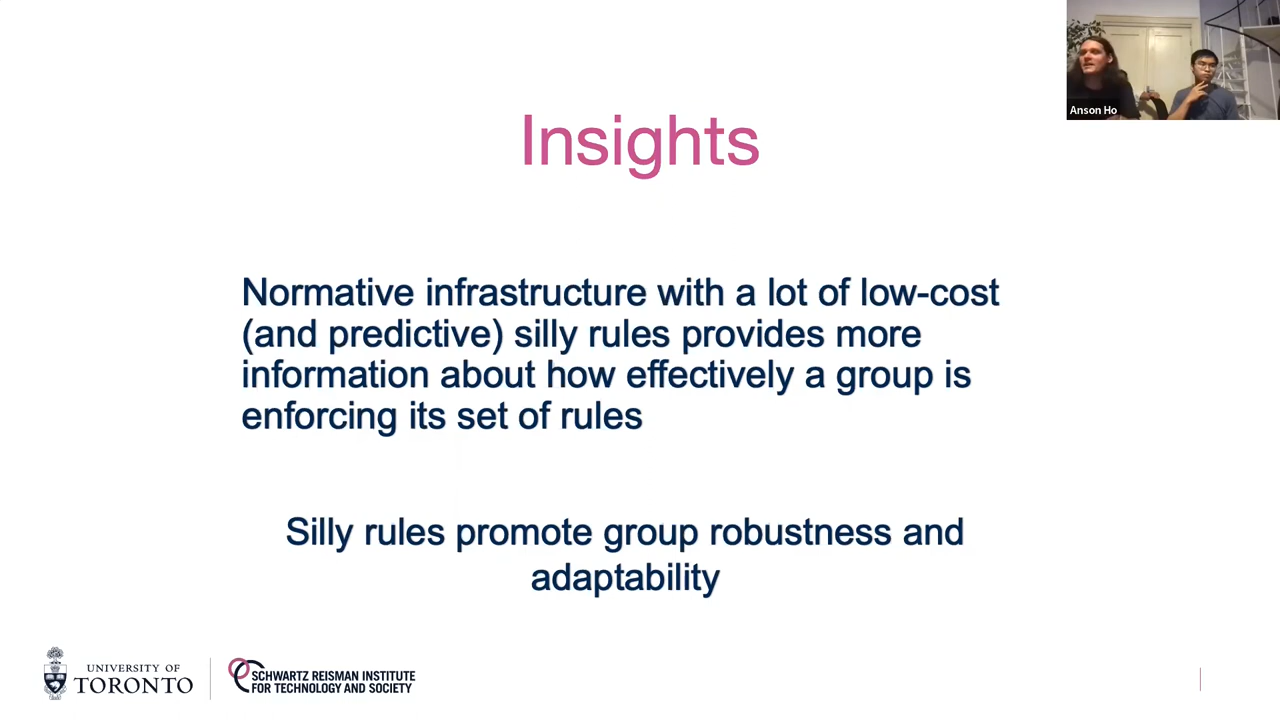 Anson Ho
Insights
Normative infrastructure with a lot of low-cost
(and predictive) silly rules provides more
information about how effectively a group is
enforcing its set of rules
Silly rules promote group robustness and
adaptability
UNIVERSITY OF
TORONTO
SCHWARTZ REISMAN INSTITUTE
FOR TECHNOLOGY AND SOCIETY